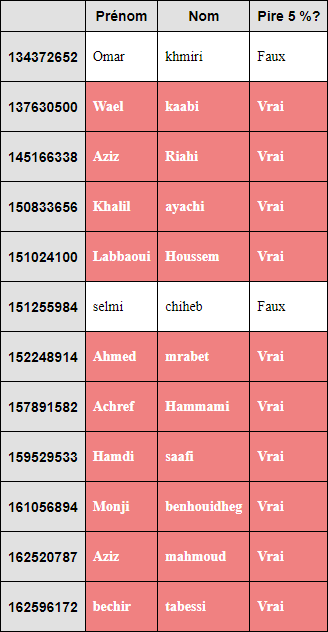 Prénom Nom Pire 5 %?
134372652 Omar khmiri Faux
137630500 Wael kaabi Vrai
145166338 Aziz Riahi Vrai
150833656 Khalil ayachi Vrai
151024100 Labbaoui Houssem Vrai
151255984 selmi chiheb Faux
152248914 Ahmed mrabet Vrai
157891582 Achref Hammami Vrai
159529533 Hamdi saafi Vrai
161056894 Monji benhouidheg Vrai
162520787 Aziz mahmoud Vrai
162596172 bechir tabessi Vrai